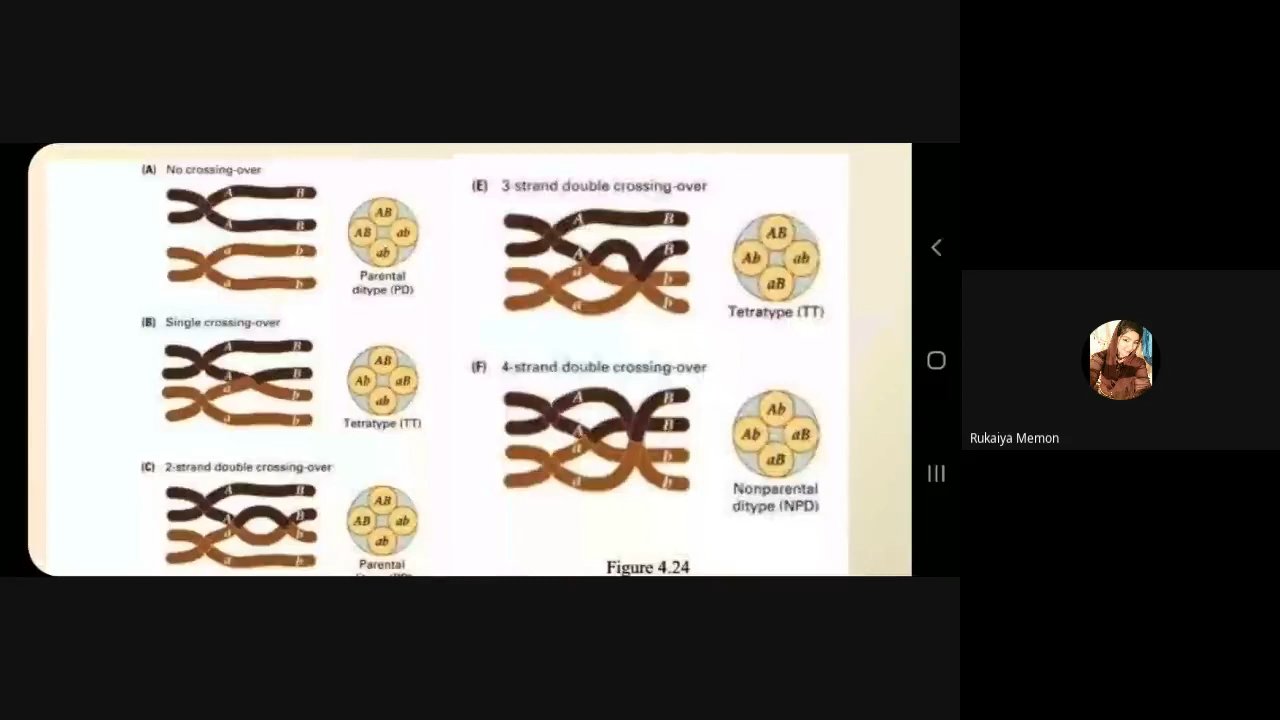 (A) No crossing-over
A B
A B
a b
a b
AB
AB ab
ab
Parental
ditype (PD)
(B) Single crossing-over
A B
A B
a b
a b
AB
Ab aB
ab
Tetratype (TT)
(C) 2-strand double crossing-over
A B
A B
a b
a b
AB
AB ab
ab
Parental
(E) 3 strand double crossing-over
A B
A B
a b
a b
AB
Ab ab
aB
Tetratype (TT)
(F) 4-strand double crossing-over
A B
A B
a b
a b
Ab
Ab aB
aB
Nonparental
ditype (NPD)
Figure 4.24
Rukaiya Memon